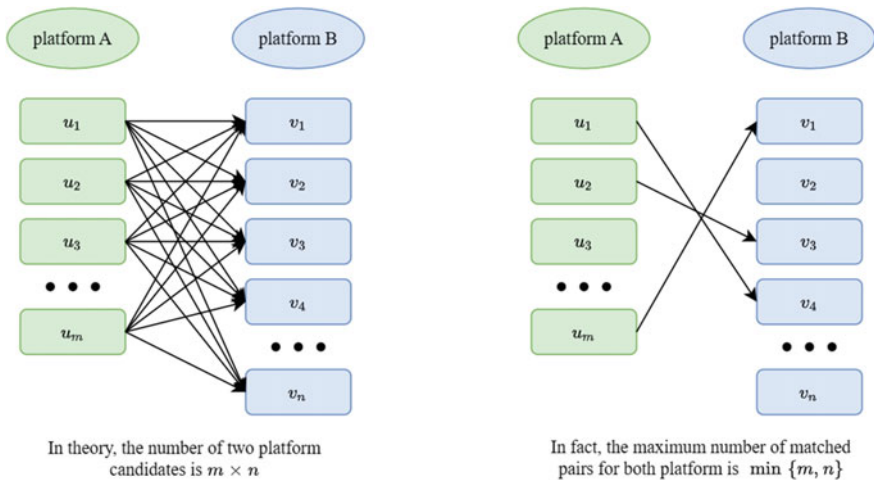 platform A
platform B
u₁
v₁
u₂
v₂
u₃
v₃
• • •
v₄
uₘ
• • •
vₙ
In theory, the number of two platform
candidates is m × n
platform A
platform B
u₁
v₁
u₂
v₂
u₃
v₃
• • •
v₄
uₘ
• • •
vₙ
In fact, the maximum number of matched
pairs for both platform is min {m, n}